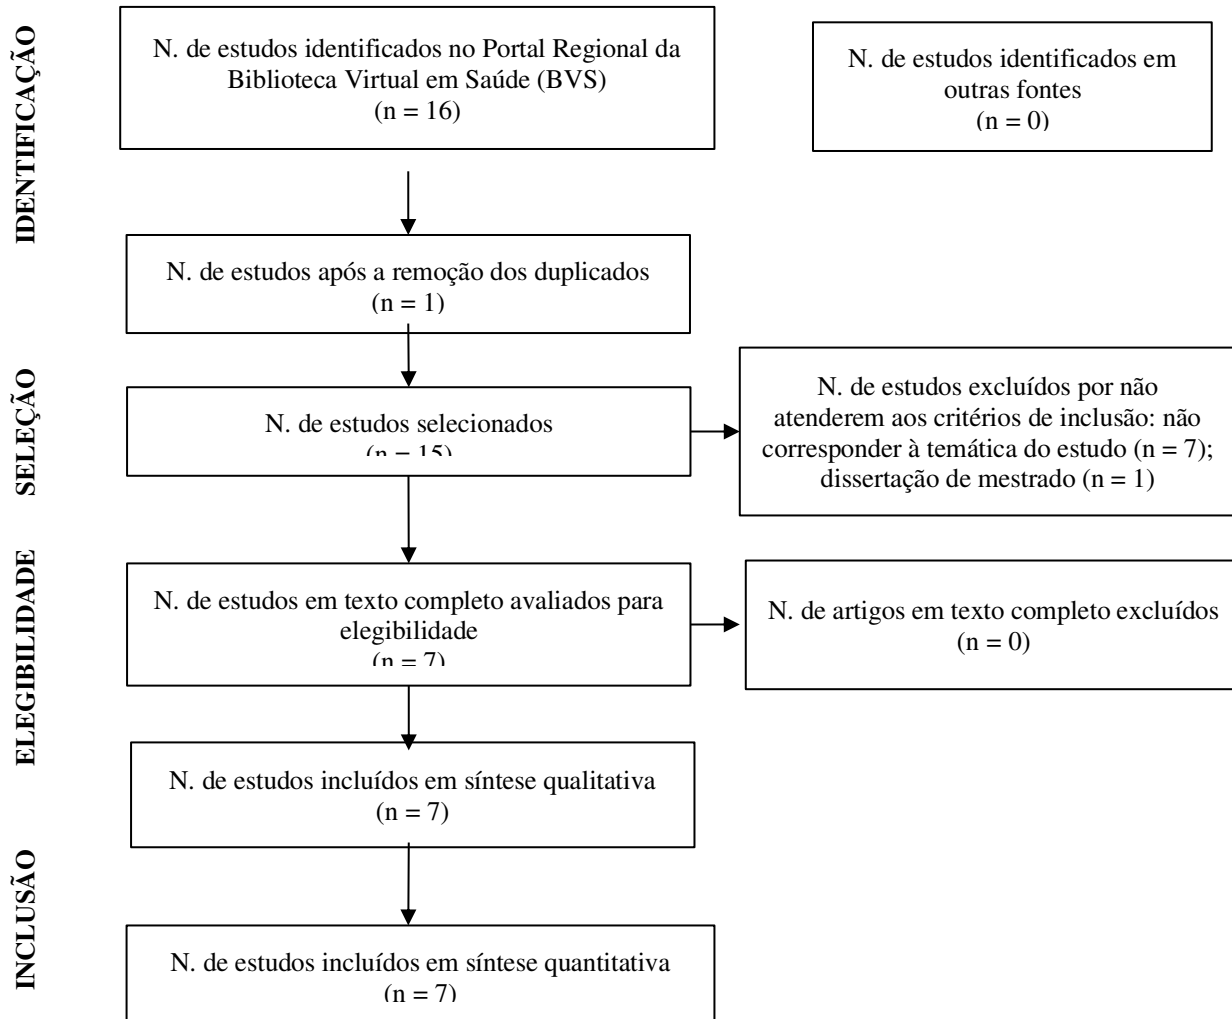 IDENTIFICAÇÃO
N. de estudos identificados no Portal Regional da
Biblioteca Virtual em Saúde (BVS)
(n = 16)
N. de estudos identificados em
outras fontes
(n = 0)
N. de estudos após a remoção dos duplicados
(n = 1)
SELEÇÃO
N. de estudos selecionados
(n = 15)
N. de estudos excluídos por não
atenderem aos critérios de inclusão: não
corresponder à temática do estudo (n = 7);
dissertação de mestrado (n = 1)
ELEGIBILIDADE
N. de estudos em texto completo avaliados para
elegibilidade
(n = 7)
N. de artigos em texto completo excluídos
(n = 0)
N. de estudos incluídos em síntese qualitativa
(n = 7)
INCLUSÃO
N. de estudos incluídos em síntese quantitativa
(n = 7)